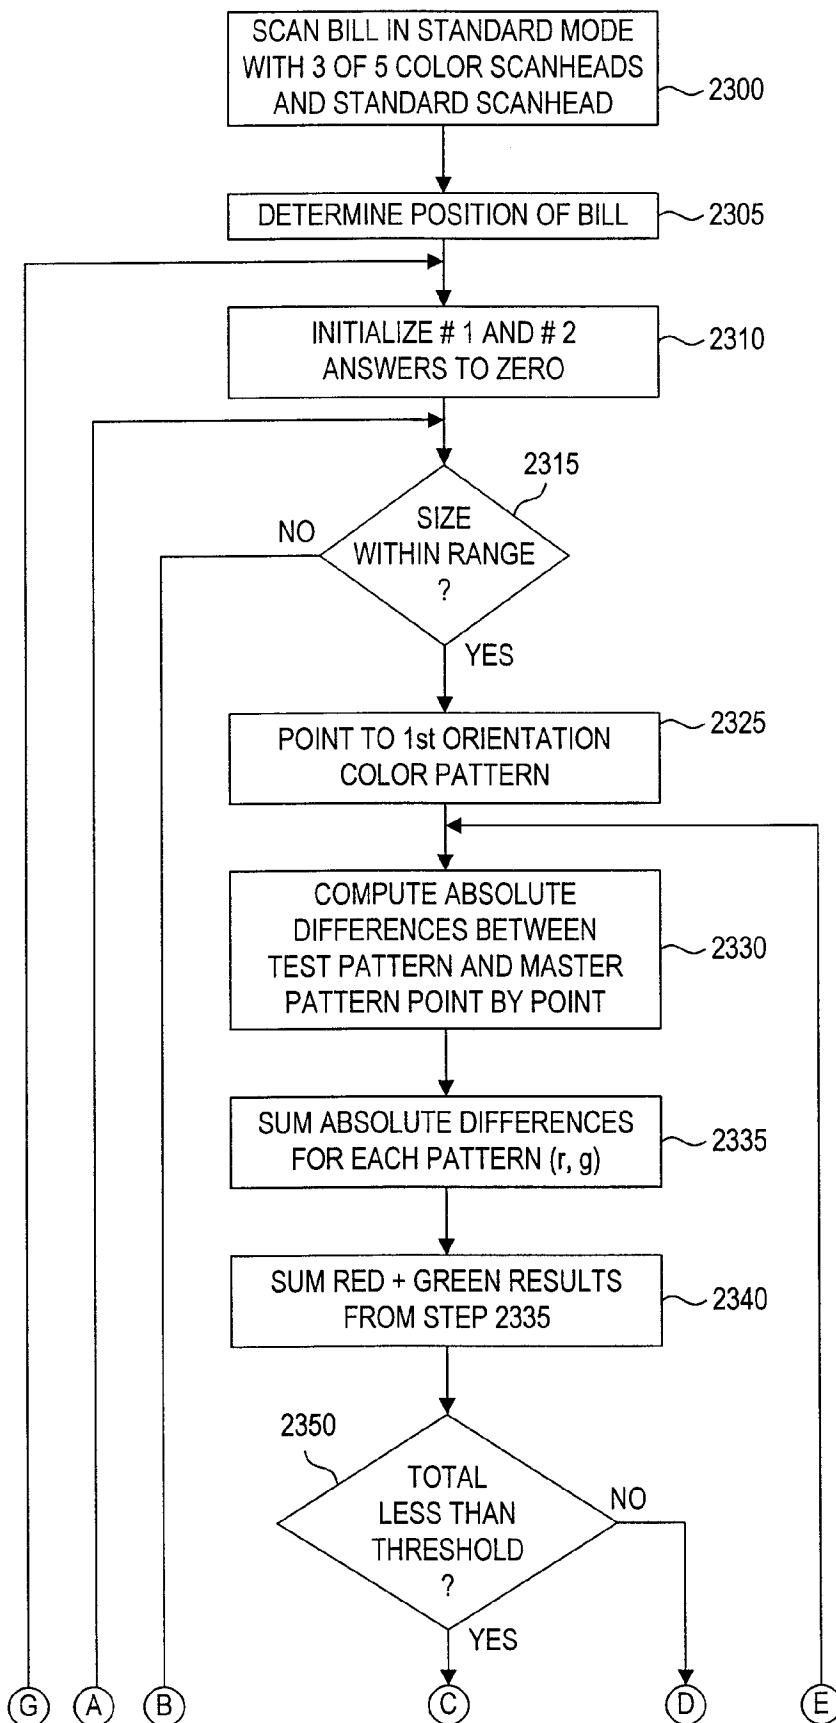 SCAN BILL IN STANDARD MODE
WITH 3 OF 5 COLOR SCANHEADS
AND STANDARD SCANHEAD
2300
DETERMINE POSITION OF BILL
2305
INITIALIZE # 1 AND # 2
ANSWERS TO ZERO
2310
2315
NO
SIZE
WITHIN RANGE
?
YES
POINT TO 1st ORIENTATION
COLOR PATTERN
2325
COMPUTE ABSOLUTE
DIFFERENCES BETWEEN
TEST PATTERN AND MASTER
PATTERN POINT BY POINT
2330
SUM ABSOLUTE DIFFERENCES
FOR EACH PATTERN (r, g)
2335
SUM RED + GREEN RESULTS
FROM STEP 2335
2340
2350
TOTAL
LESS THAN
THRESHOLD
?
NO
YES
G A B C D E